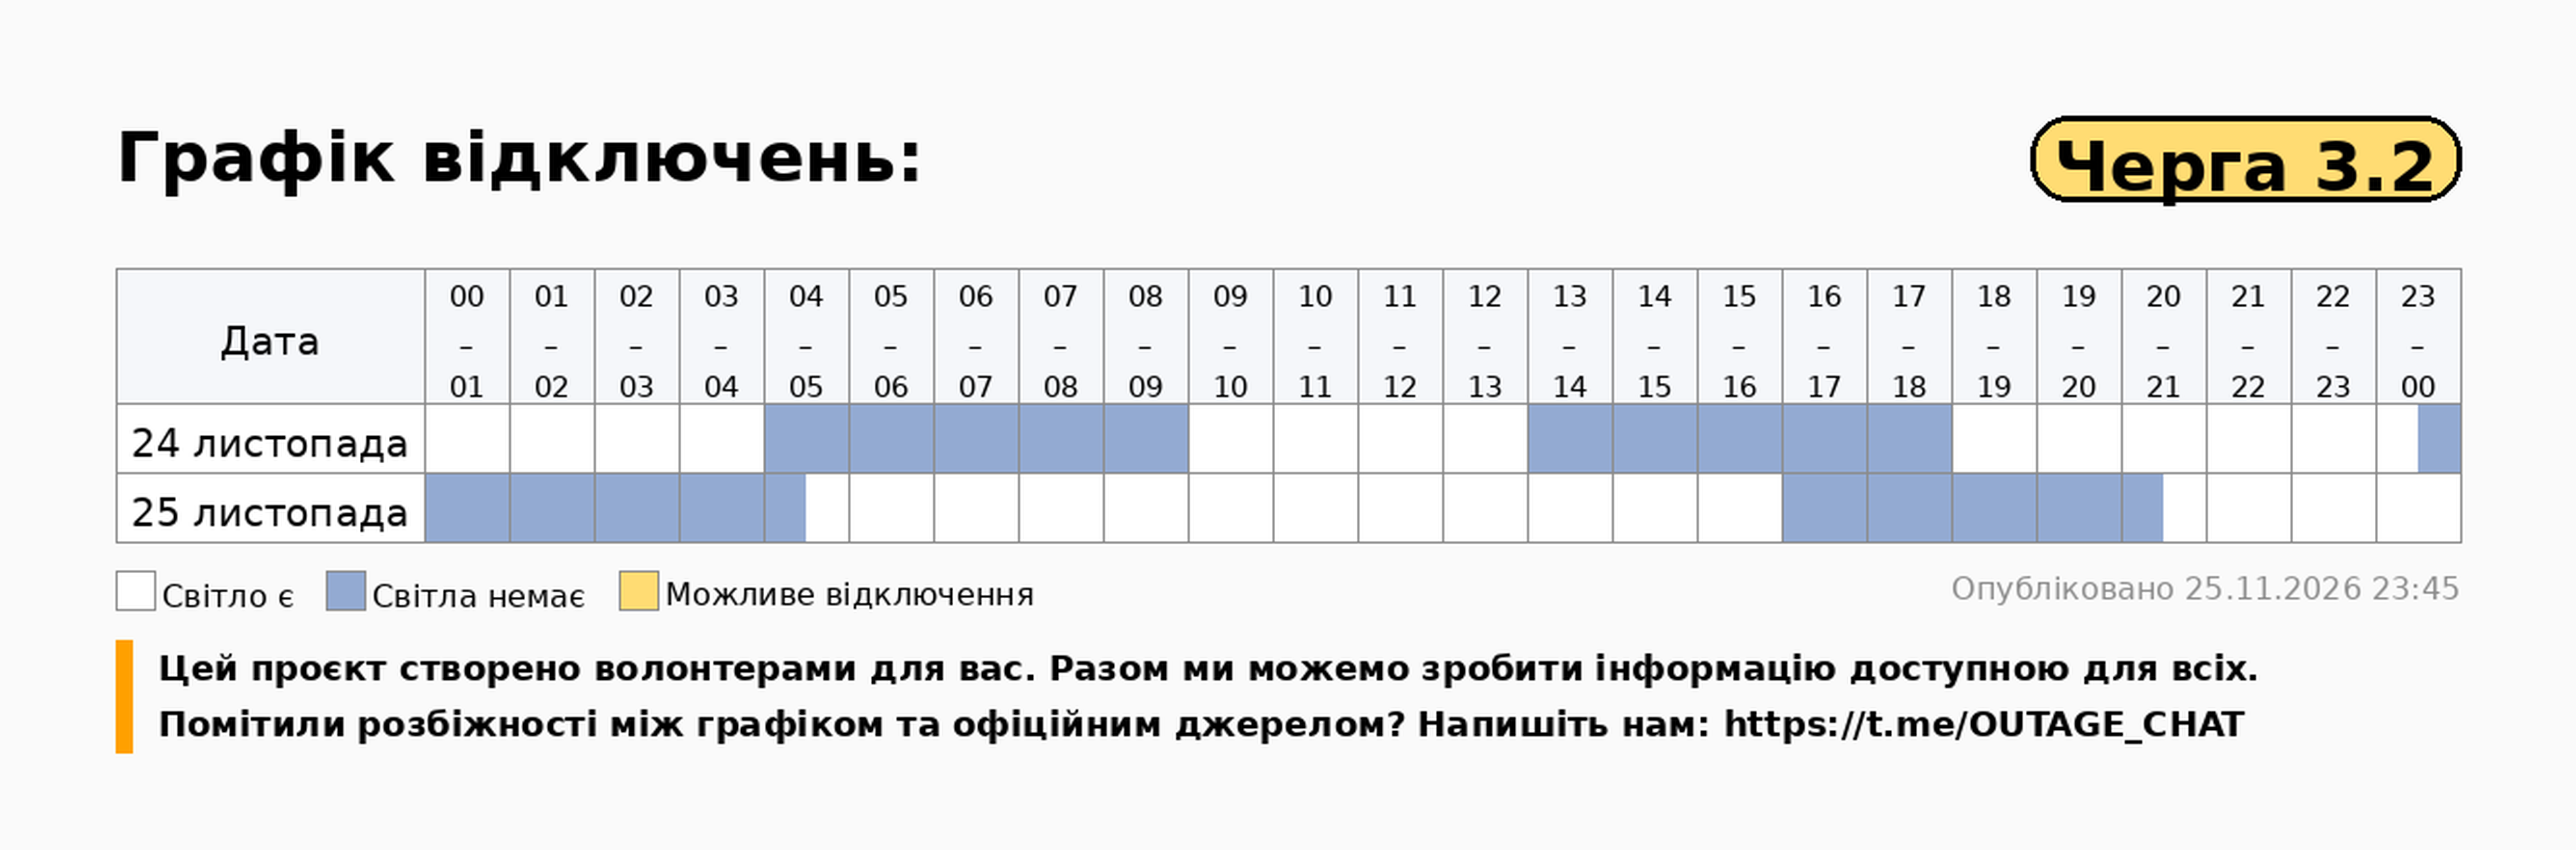 Графік відключень:
Черга 3.2
Дата
00 – 01
01 – 02
02 – 03
03 – 04
04 – 05
05 – 06
06 – 07
07 – 08
08 – 09
09 – 10
10 – 11
11 – 12
12 – 13
13 – 14
14 – 15
15 – 16
16 – 17
17 – 18
18 – 19
19 – 20
20 – 21
21 – 22
22 – 23
23 – 00
24 листопада
25 листопада
Світло є
Світла немає
Можливе відключення
Опубліковано 25.11.2026 23:45
Цей проєкт створено волонтерами для вас. Разом ми можемо зробити інформацію доступною для всіх.
Помітили розбіжності між графіком та офіційним джерелом? Напишіть нам: https://t.me/OUTAGE_CHAT